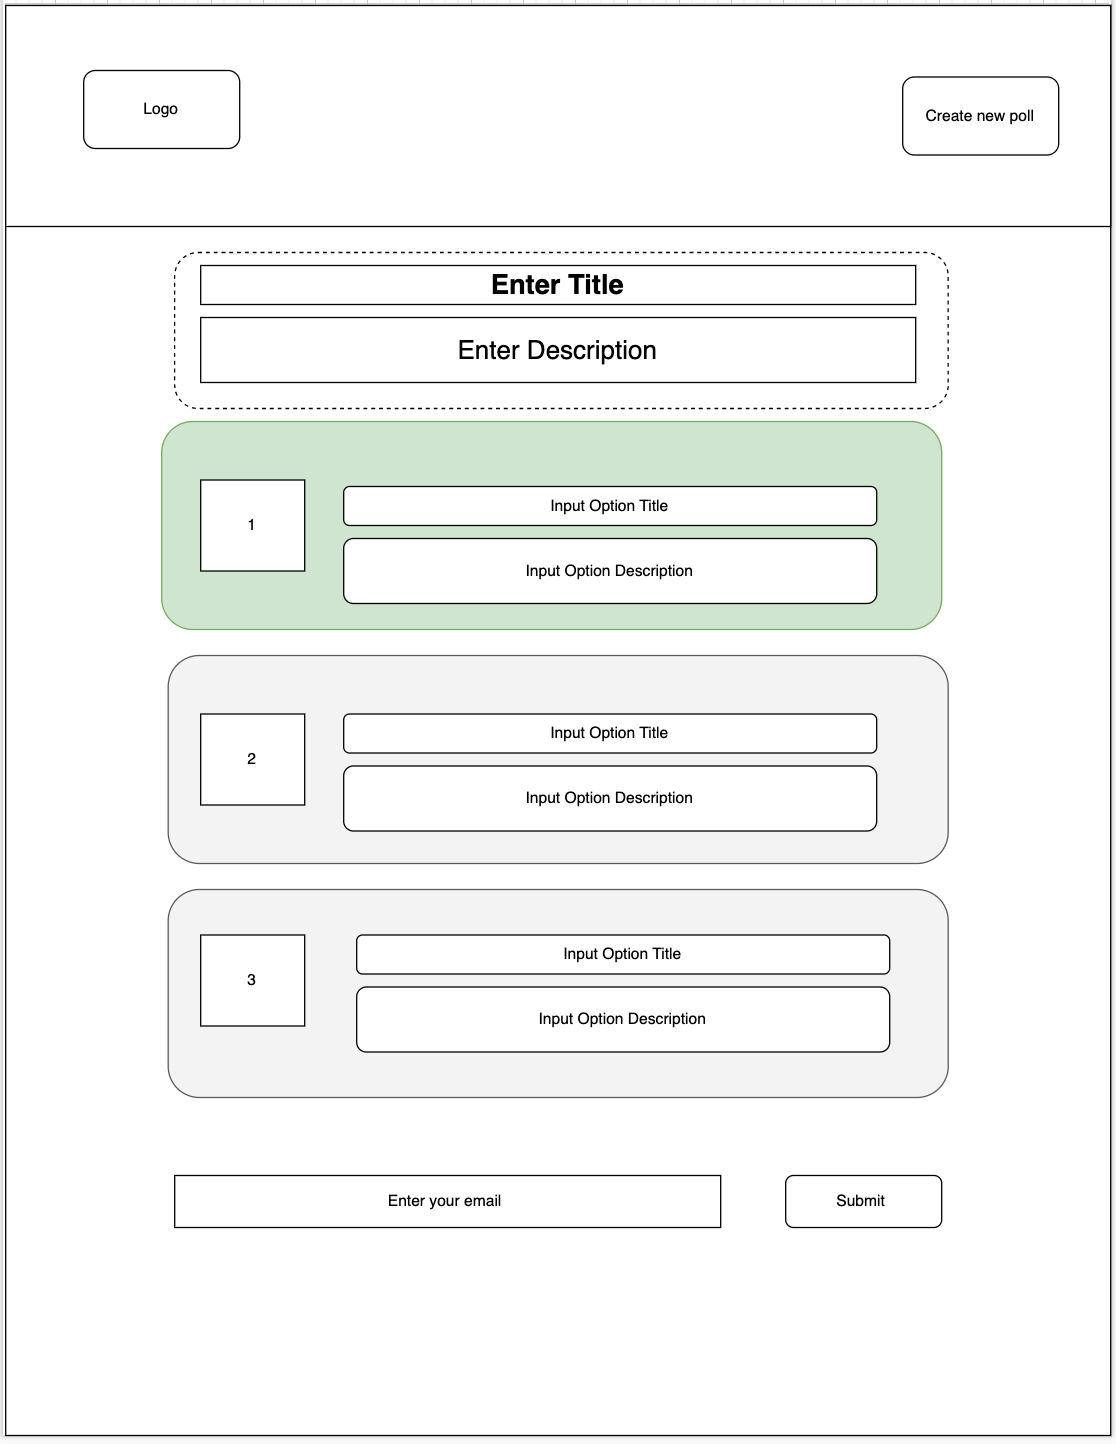 Logo
Create new poll
Enter Title
Enter Description
1
Input Option Title
Input Option Description
2
Input Option Title
Input Option Description
3
Input Option Title
Input Option Description
Enter your email
Submit